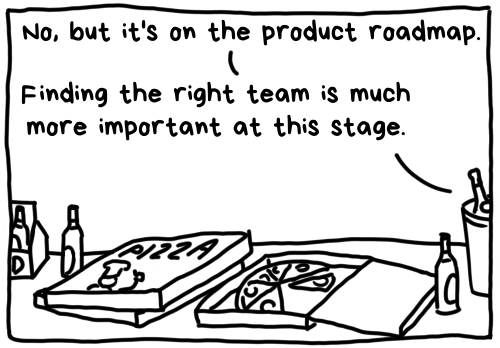 No, but it's on the product roadmap.
Finding the right team is much
more important at this stage.
PIZZA